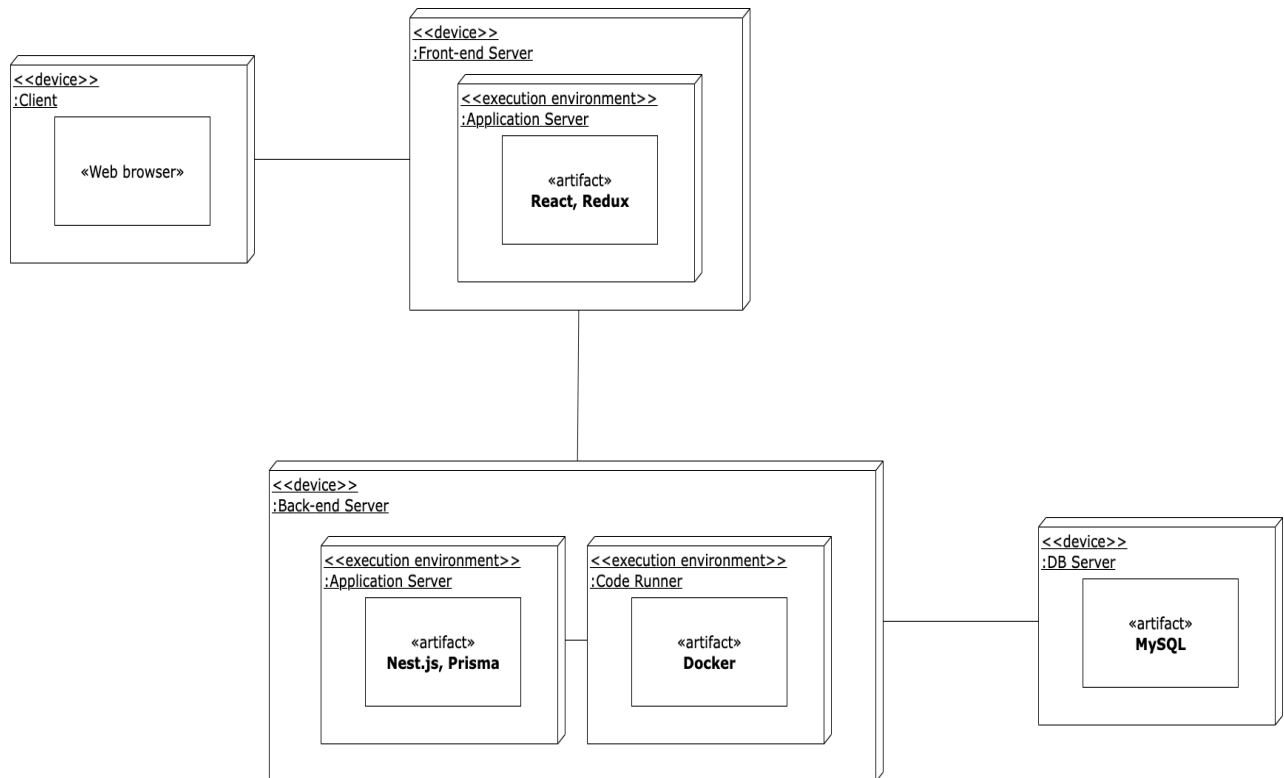 <<device>>
:Client
«Web browser»
<<device>>
:Front-end Server
<<execution environment>>
:Application Server
«artifact»
React, Redux
<<device>>
:Back-end Server
<<execution environment>>
:Application Server
«artifact»
Nest.js, Prisma
<<execution environment>>
:Code Runner
«artifact»
Docker
<<device>>
:DB Server
«artifact»
MySQL